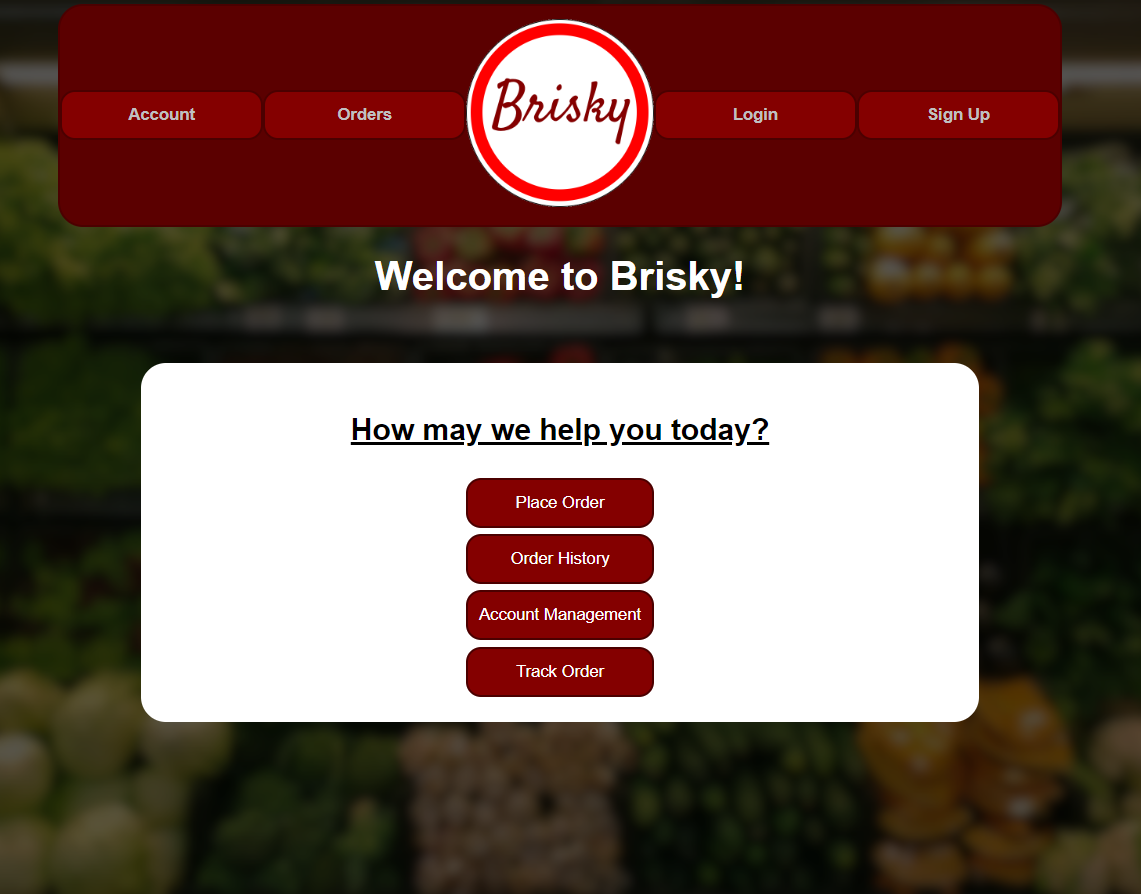 Account
Orders
Brisky
Login
Sign Up
Welcome to Brisky!
How may we help you today?
Place Order
Order History
Account Management
Track Order